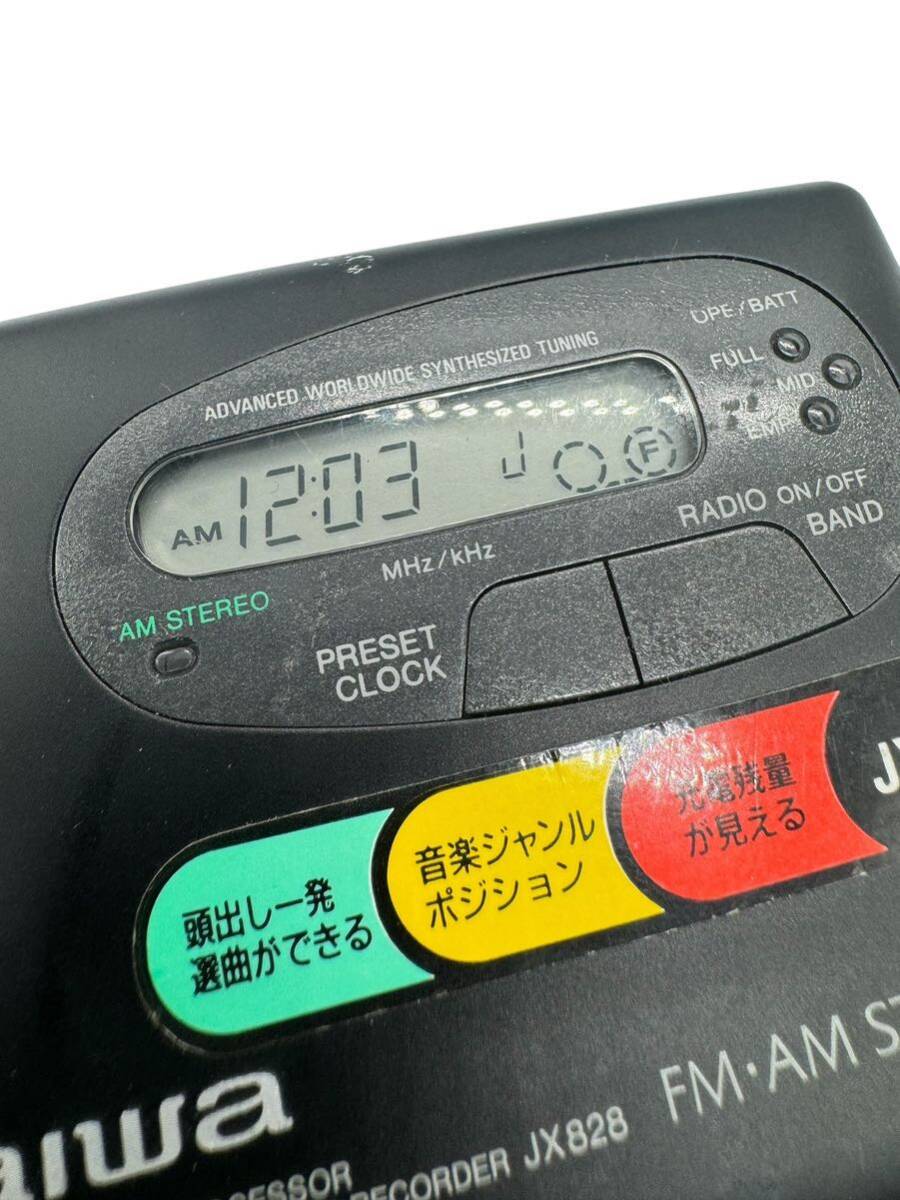 OPE/BATT
FULL
MID
ADVANCED WORLDWIDE SYNTHESIZED TUNING
AM 12:03 J F
MHz/kHz
RADIO ON/OFF
BAND
AM STEREO
PRESET
CLOCK
頭出し一発
選曲ができる
音楽ジャンル
ポジション
充電残量
が見える
JX
aiwa
FM·AM ST
RECORDER JX828